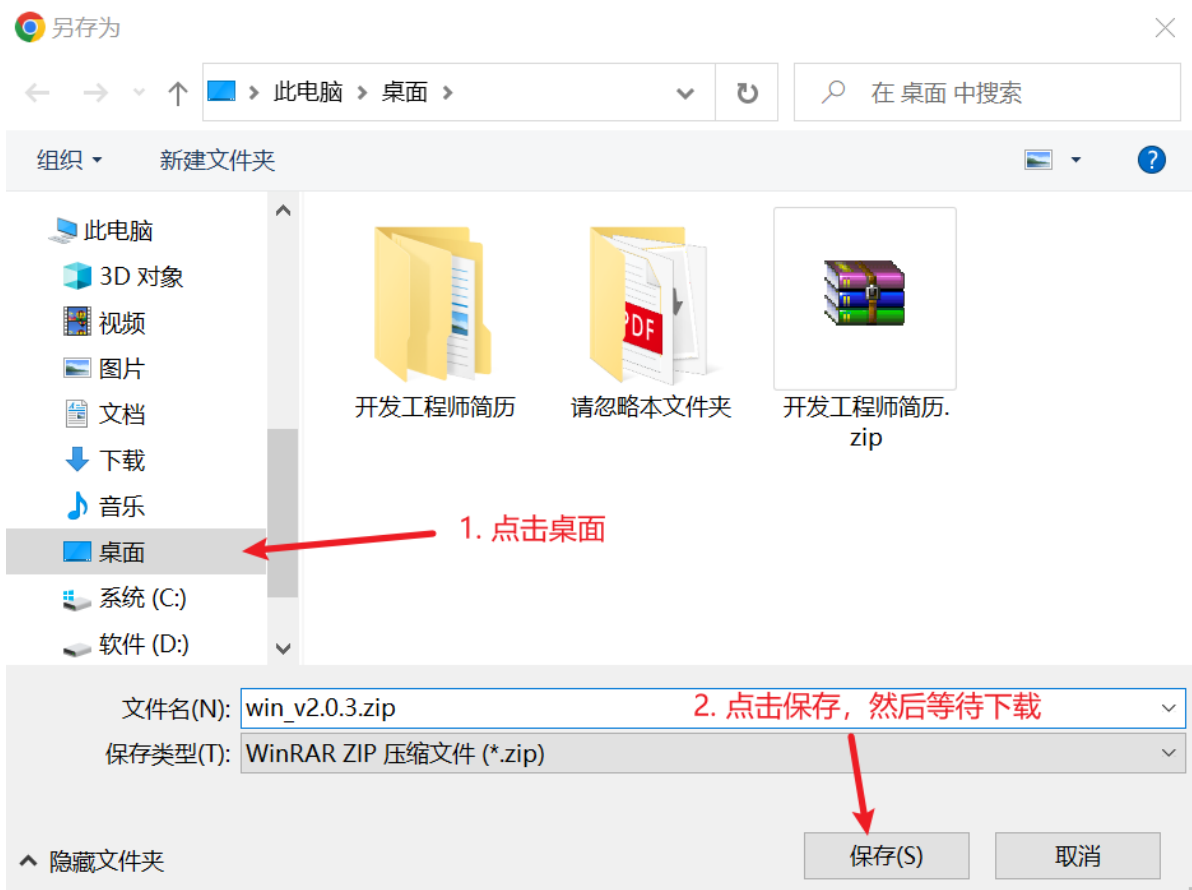 另存为
此电脑 桌面
在 桌面 中搜索
组织
新建文件夹
?
此电脑
3D 对象
视频
图片
文档
下载
音乐
桌面
系统 (C:)
软件 (D:)
PDF
开发工程师简历
请忽略本文件夹
开发工程师简历.
zip
1. 点击桌面
文件名(N): win_v2.0.3.zip
2. 点击保存，然后等待下载
保存类型(T): WinRAR ZIP 压缩文件 (*.zip)
隐藏文件夹
保存(S)
取消